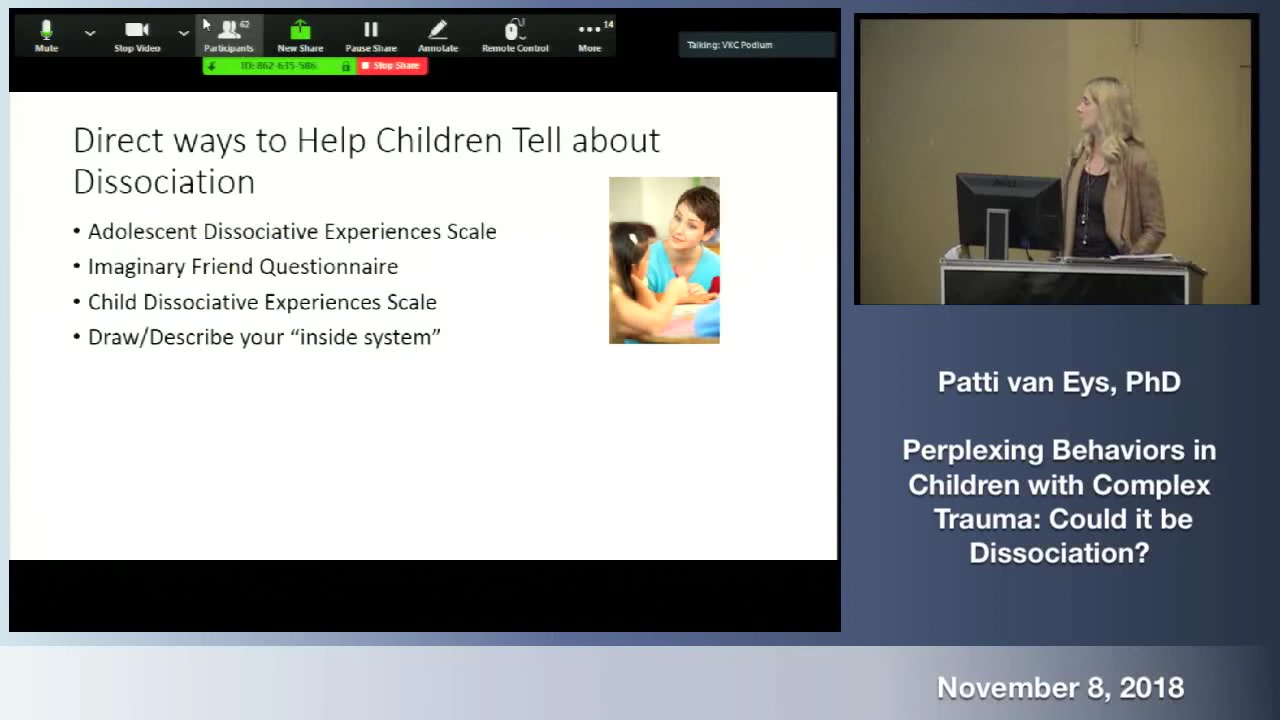 62
14
Mute
Stop Video
Participants
New Share
Pause Share
Annotate
Remote Control
More
Talking: VKC Podium
ID: 862-635-586
Stop Share
Direct ways to Help Children Tell about
Dissociation
• Adolescent Dissociative Experiences Scale
• Imaginary Friend Questionnaire
• Child Dissociative Experiences Scale
• Draw/Describe your “inside system”
Patti van Eys, PhD
Perplexing Behaviors in
Children with Complex
Trauma: Could it be
Dissociation?
November 8, 2018